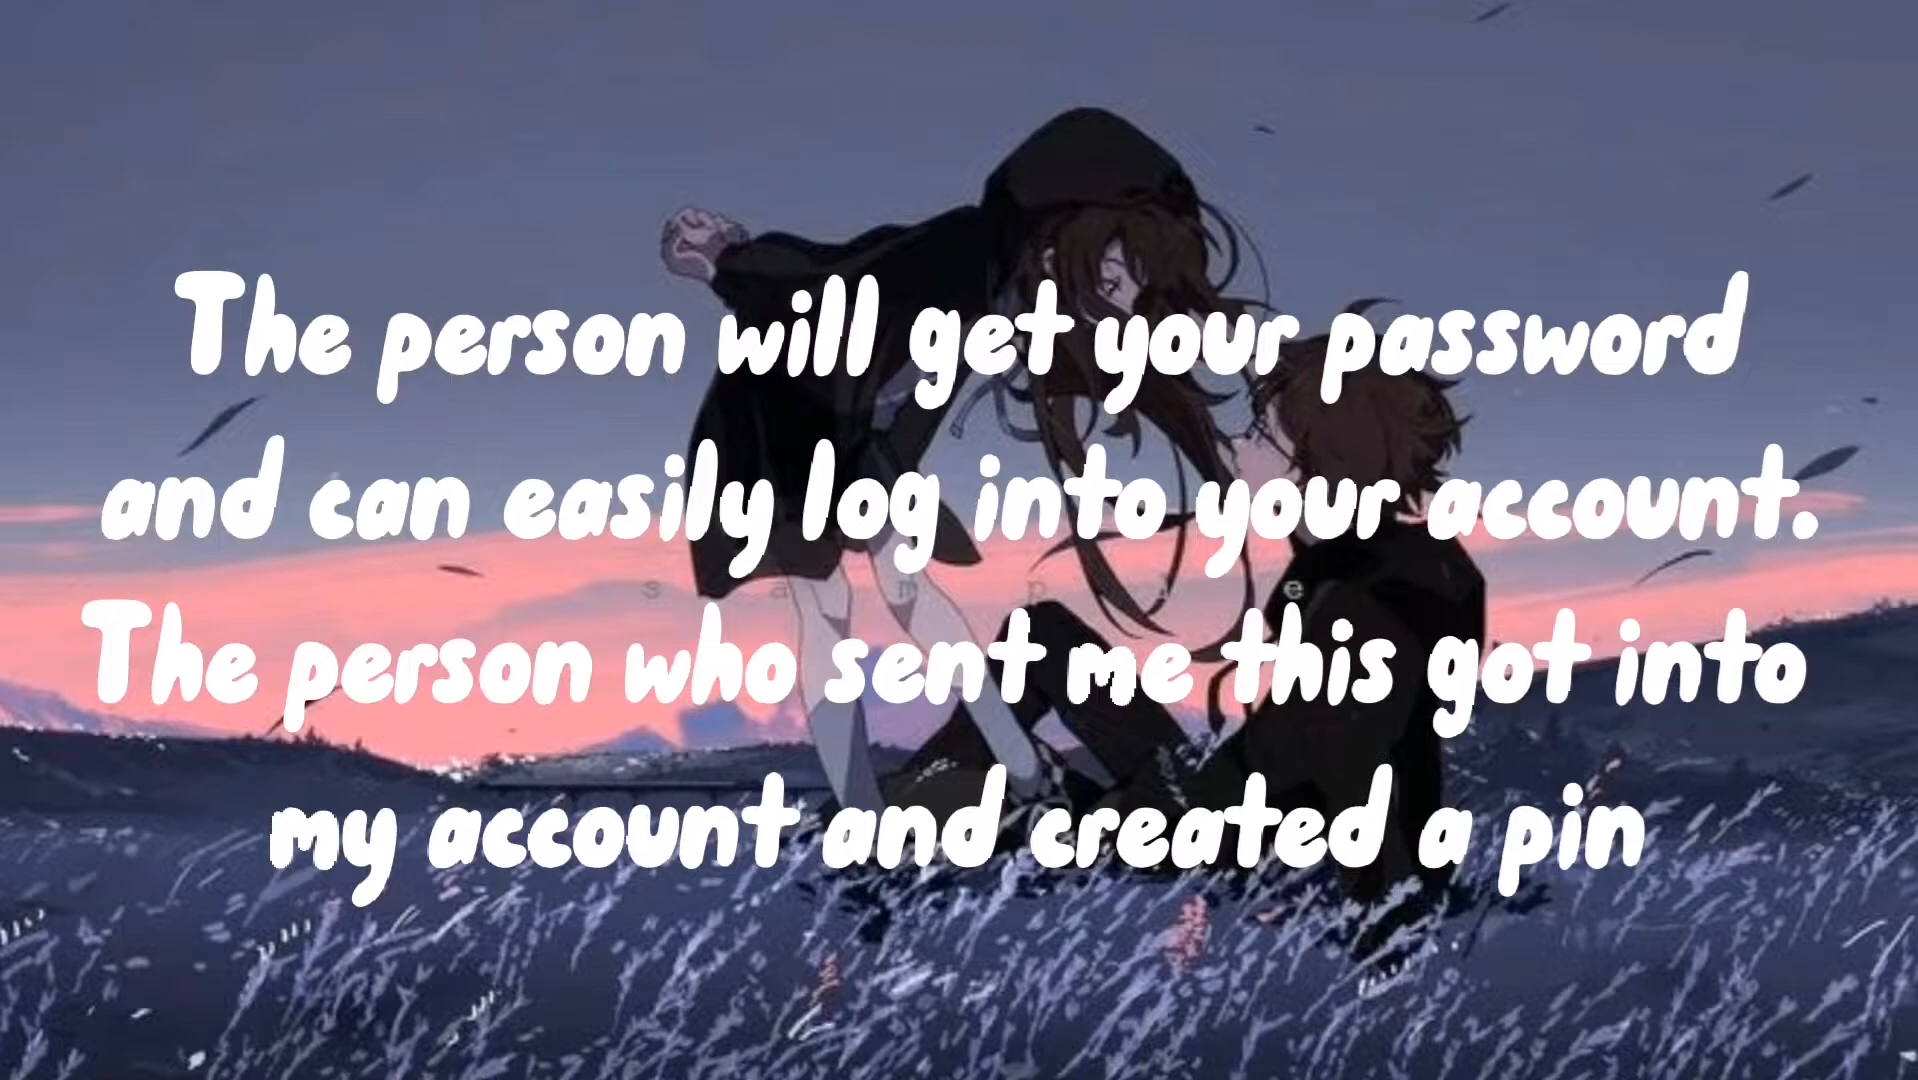 The person will get your password
and can easily log into your account.
s a m p l e
The person who sent me this got into
my account and created a pin